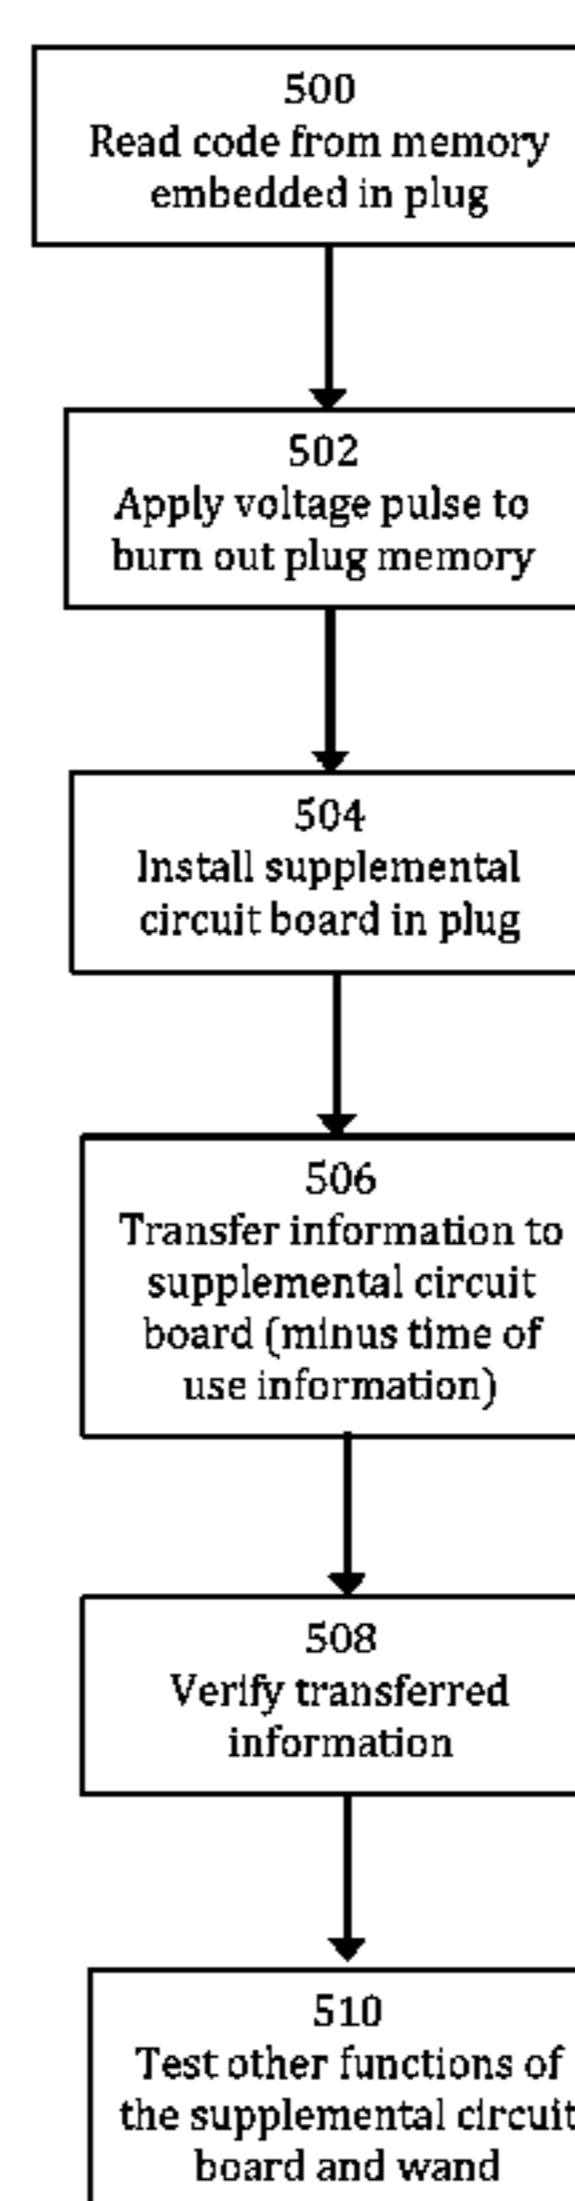 500
Read code from memory
embedded in plug
502
Apply voltage pulse to
burn out plug memory
504
Install supplemental
circuit board in plug
506
Transfer information to
supplemental circuit
board (minus time of
use information)
508
Verify transferred
information
510
Test other functions of
the supplemental circuit
board and wand